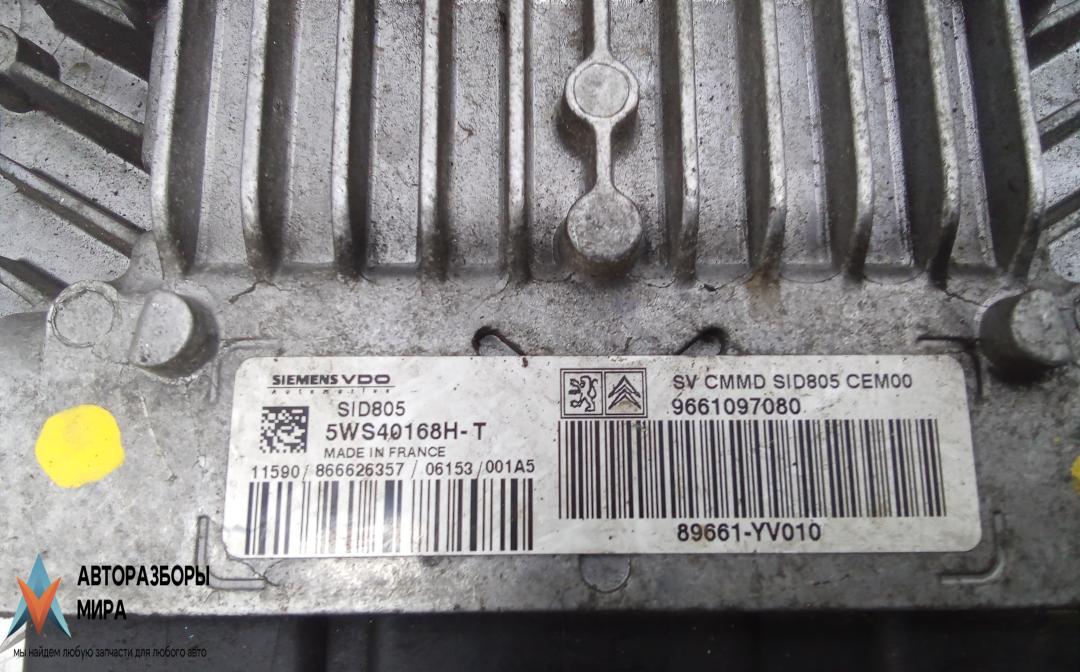 SIEMENS VDO
Automotive
SID805
5WS40168H-T
MADE IN FRANCE
11590/ 866626357 / 06153 /001A5
SV CMMD SID805 CEM00
9661097080
89661-YV010
АВТОРАЗБОРЫ
МИРА
мы найдем любую запчасти для любого авто